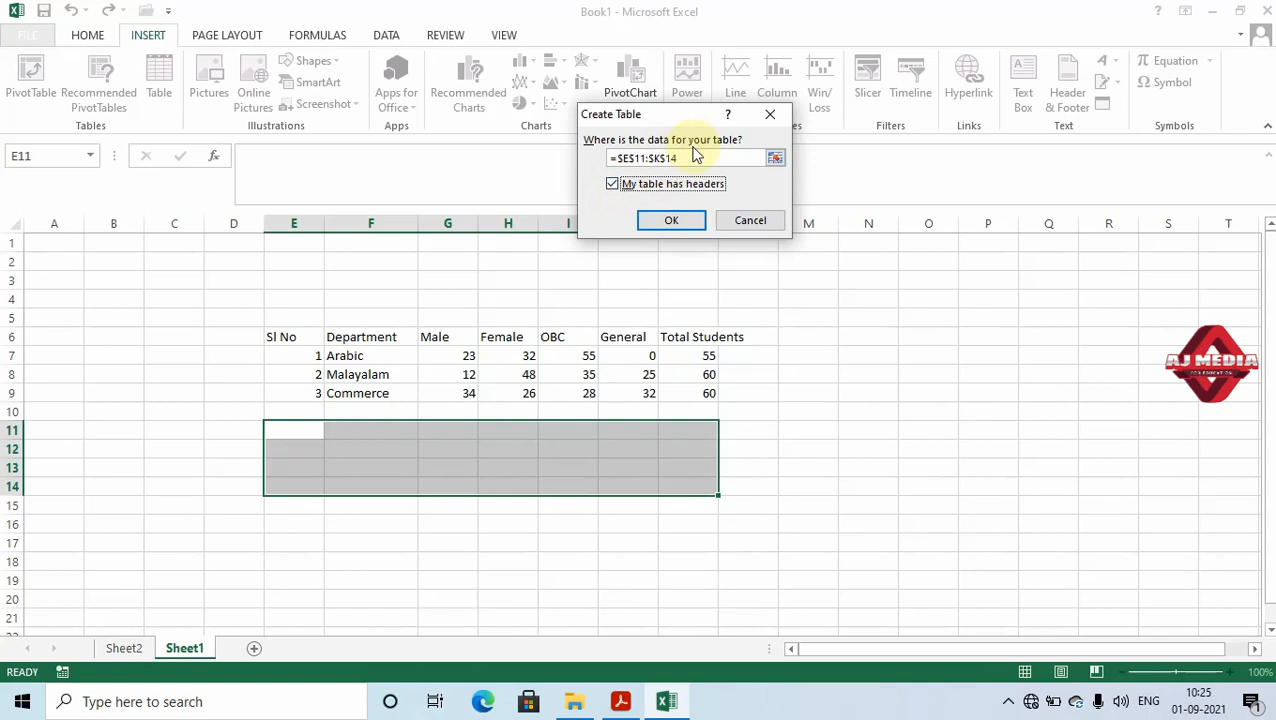 Book1 - Microsoft Excel
FILE HOME INSERT PAGE LAYOUT FORMULAS DATA REVIEW VIEW
PivotTable Recommended PivotTables Table
Pictures Online Pictures Shapes SmartArt Screenshot
Apps for Office
Recommended Charts
PivotChart
Power
Line Column Win/Loss
Slicer Timeline
Hyperlink
Text Box Header & Footer
Equation
Symbol
Tables Illustrations Apps Charts Filters Links Text Symbols
Create Table ?
Where is the data for your table?
=$E$11:$K$14
My table has headers
OK Cancel
E11 fx
A B C D E F G H I M N O P Q R S T
1
2
3
4
5
6 Sl No Department Male Female OBC General Total Students
7 1 Arabic 23 32 55 0 55
8 2 Malayalam 12 48 35 25 60
9 3 Commerce 34 26 28 32 60
10
11
12
13
14
15
16
17
18
19
20
21
AJ MEDIA
FOR EDUCATION
Sheet2 Sheet1
READY 100%
Type here to search
ENG
10:25
01-09-2021